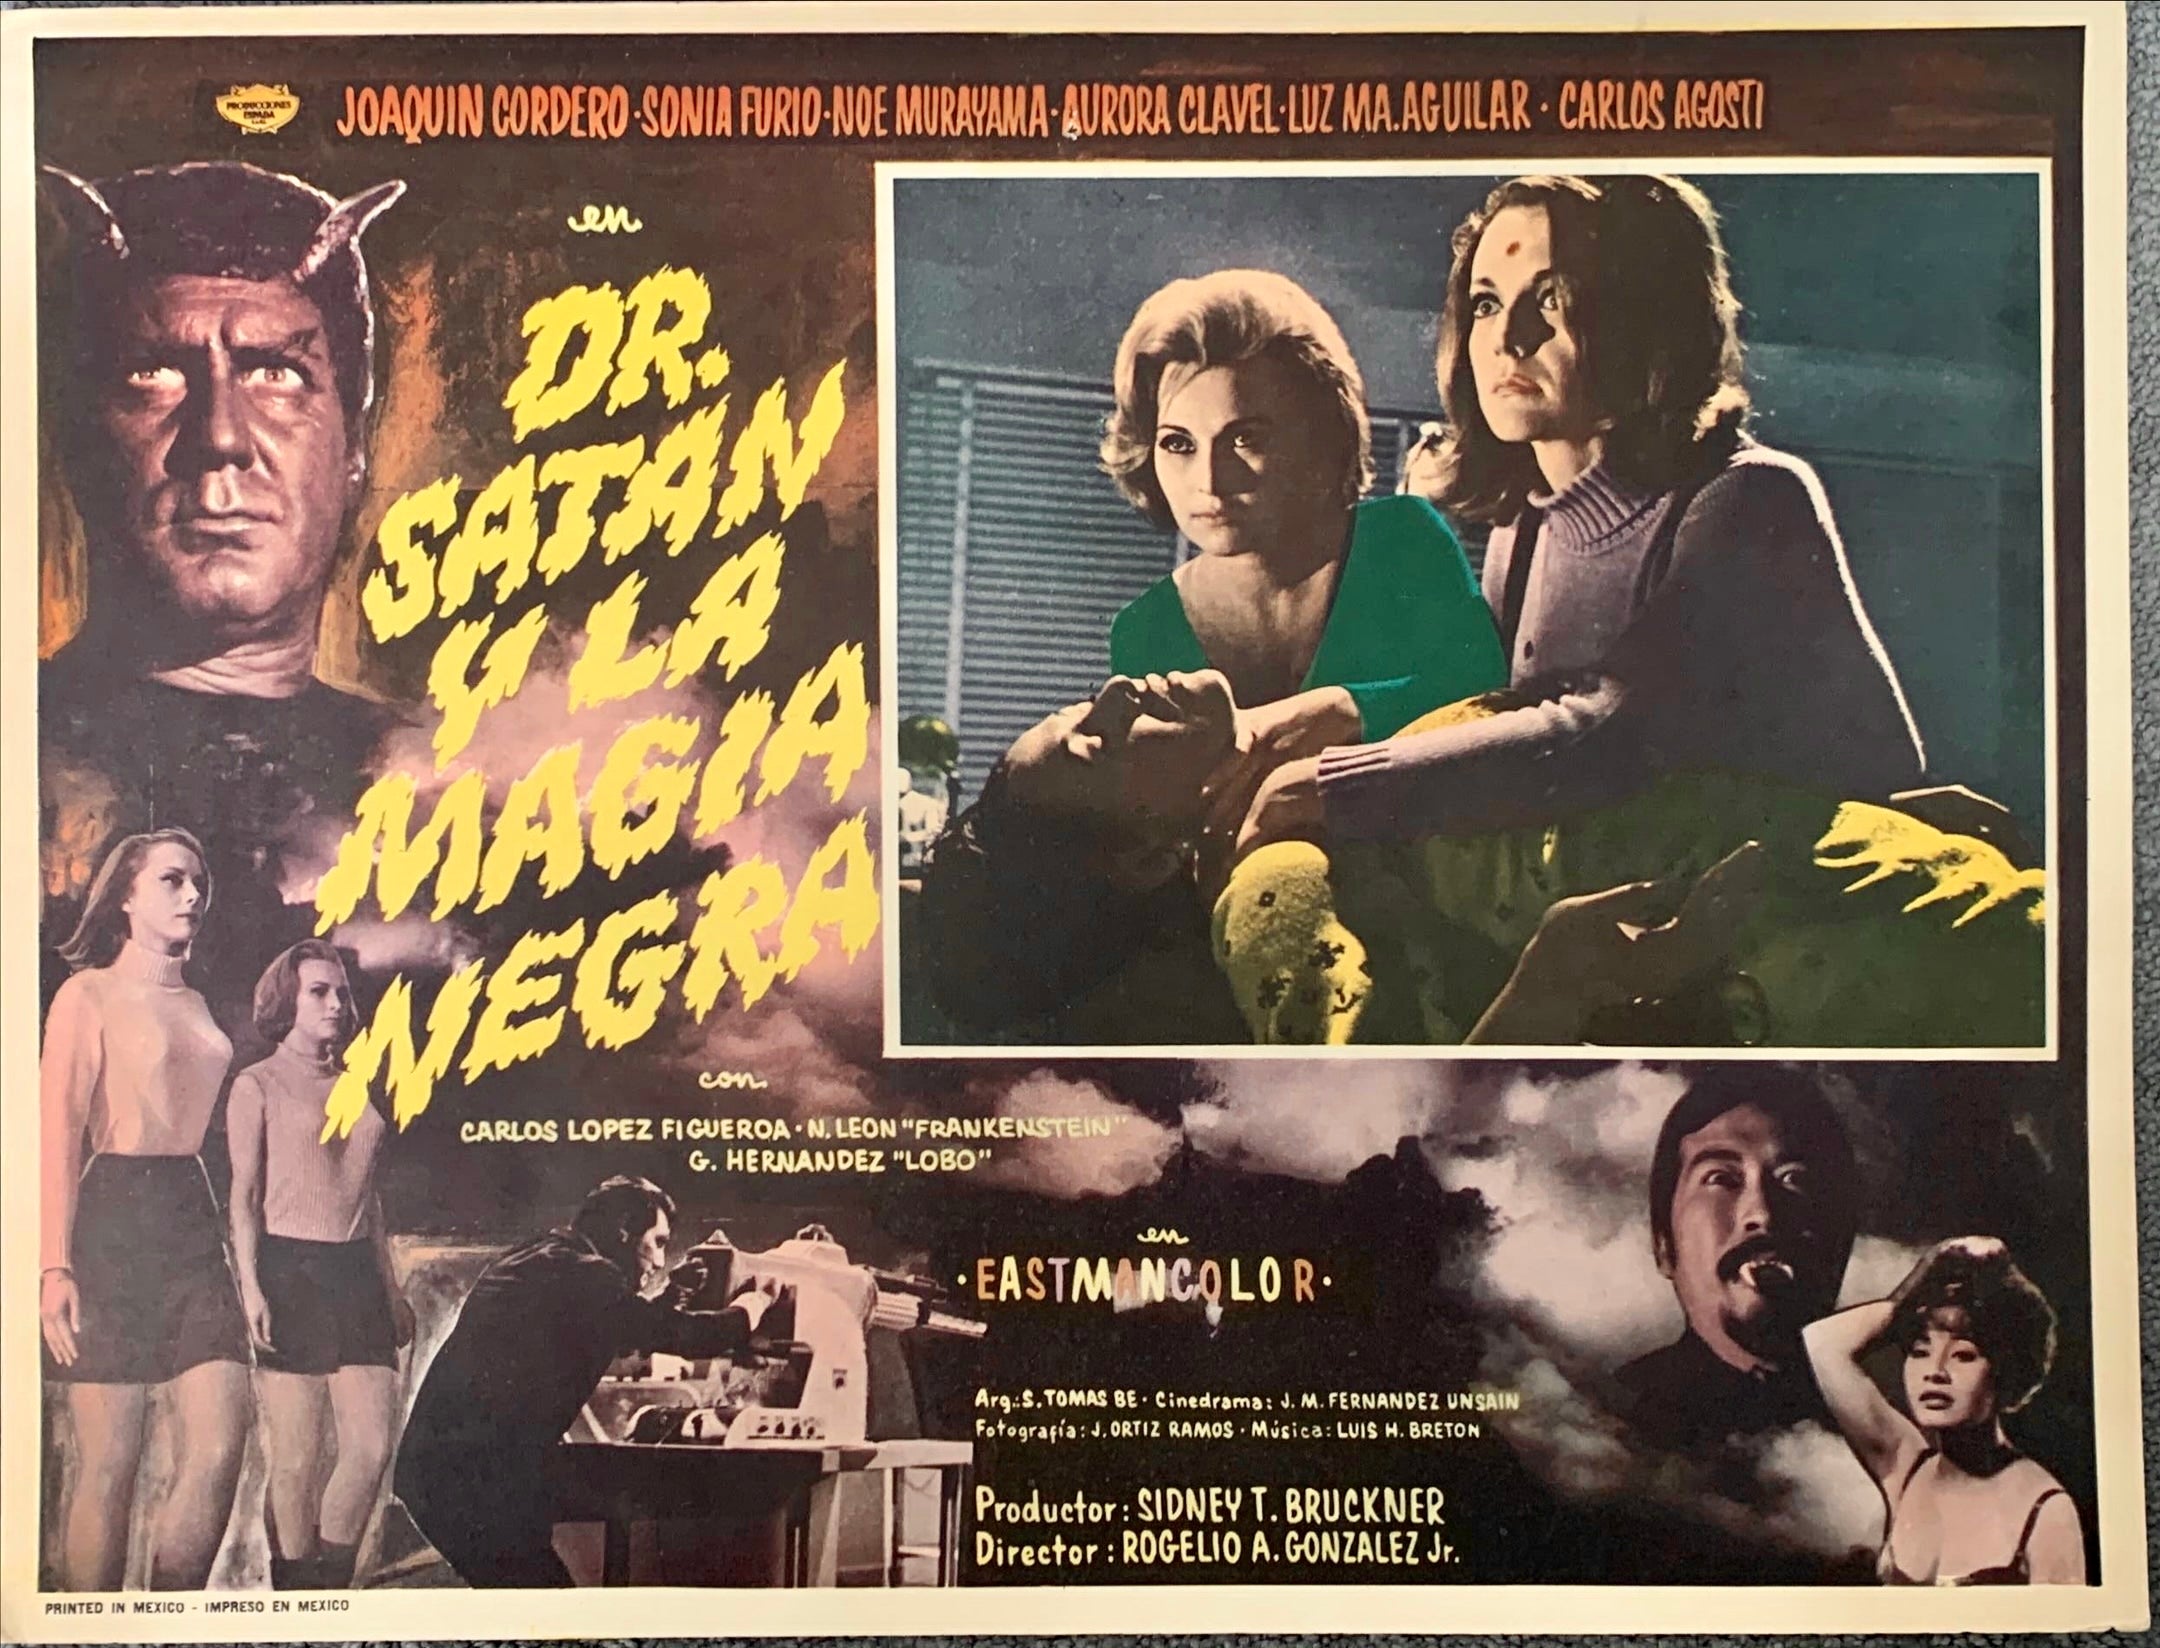 PRODUCCIONES
ESPADA
JOAQUIN CORDERO·SONIA FURIO·NOE MURAYAMA·AURORA CLAVEL·LUZ MA.AGUILAR·CARLOS AGOSTI
en
DR.
SATAN
Y LA
MAGIA
NEGRA
con
CARLOS LOPEZ FIGUEROA·N. LEON "FRANKENSTEIN"
G. HERNANDEZ "LOBO"
en
·EASTMANCOLOR·
Arg.:S. TOMAS BE·Cinedrama: J. M. FERNANDEZ UNSAIN
Fotografía: J. ORTIZ RAMOS·Música: LUIS H. BRETON
Productor: SIDNEY T. BRUCKNER
Director: ROGELIO A. GONZALEZ Jr.
PRINTED IN MEXICO - IMPRESO EN MEXICO